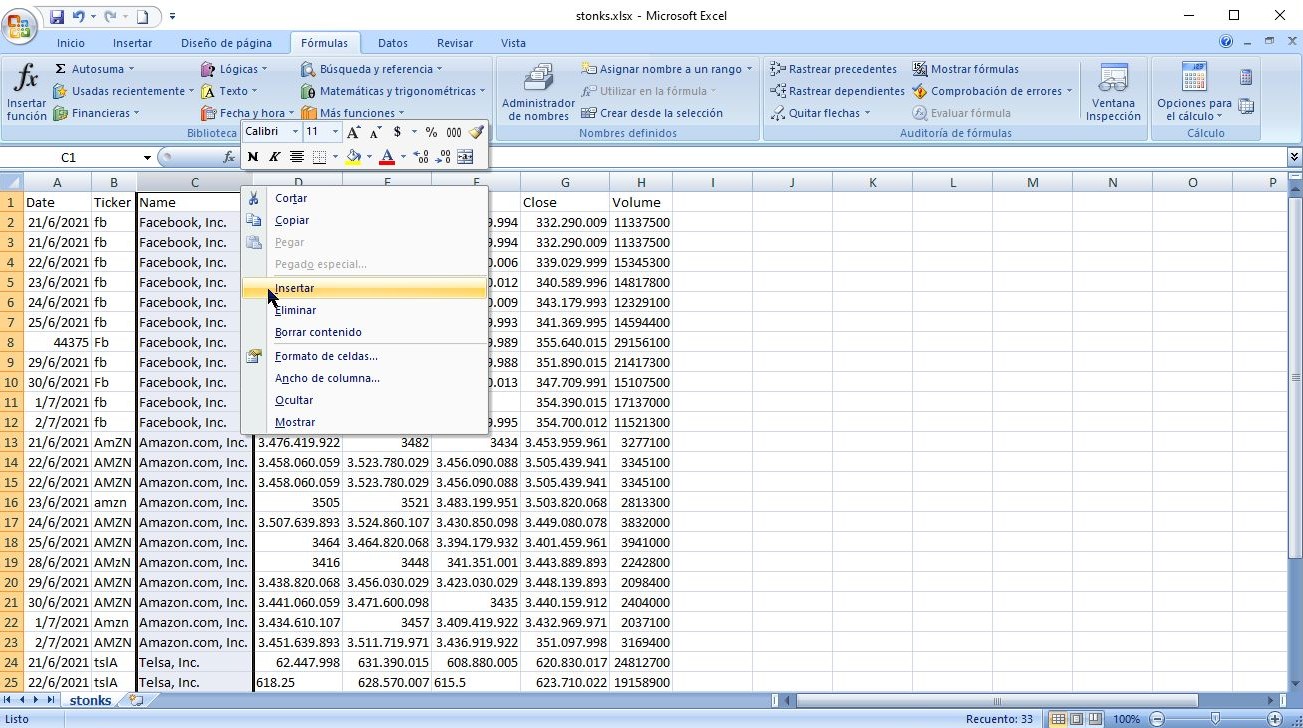 stonks.xlsx - Microsoft Excel
Inicio Insertar Diseño de página Fórmulas Datos Revisar Vista
fx Insertar función
Σ Autosuma Lógicas Búsqueda y referencia
Usadas recientemente Texto Matemáticas y trigonométricas
Financieras Fecha y hora Más funciones
Biblioteca
Administrador de nombres
Asignar nombre a un rango
Utilizar en la fórmula
Crear desde la selección
Nombres definidos
Rastrear precedentes Mostrar fórmulas
Rastrear dependientes Comprobación de errores
Quitar flechas Evaluar fórmula
Auditoría de fórmulas
Ventana Inspección
Opciones para el cálculo
Cálculo
Calibri 11 A A $ % 000
N K A
C1 fx
A B C D E F G H I J K L M N O P
1 Date Ticker Name Close Volume
2 21/6/2021 fb Facebook, Inc. 9.994 332.290.009 11337500
3 21/6/2021 fb Facebook, Inc. 9.994 332.290.009 11337500
4 22/6/2021 fb Facebook, Inc. 0.006 339.029.999 15345300
5 23/6/2021 fb Facebook, Inc. 0.012 340.589.996 14817800
6 24/6/2021 fb Facebook, Inc. 0.009 343.179.993 12329100
7 25/6/2021 fb Facebook, Inc. 9.993 341.369.995 14594400
8 44375 Fb Facebook, Inc. 9.989 355.640.015 29156100
9 29/6/2021 fb Facebook, Inc. 9.988 351.890.015 21417300
10 30/6/2021 Fb Facebook, Inc. 0.013 347.709.991 15107500
11 1/7/2021 fb Facebook, Inc. 354.390.015 17137000
12 2/7/2021 fb Facebook, Inc. 9.995 354.700.012 11521300
13 21/6/2021 AmZN Amazon.com, Inc. 3.476.419.922 3482 3434 3.453.959.961 3277100
14 22/6/2021 AMZN Amazon.com, Inc. 3.458.060.059 3.523.780.029 3.456.090.088 3.505.439.941 3345100
15 22/6/2021 AMZN Amazon.com, Inc. 3.458.060.059 3.523.780.029 3.456.090.088 3.505.439.941 3345100
16 23/6/2021 amzn Amazon.com, Inc. 3505 3521 3.483.199.951 3.503.820.068 2813300
17 24/6/2021 AMZN Amazon.com, Inc. 3.507.639.893 3.524.860.107 3.430.850.098 3.449.080.078 3832000
18 25/6/2021 AMZN Amazon.com, Inc. 3464 3.464.820.068 3.394.179.932 3.401.459.961 3941000
19 28/6/2021 AMzN Amazon.com, Inc. 3416 3448 341.351.001 3.443.889.893 2242800
20 29/6/2021 AMZN Amazon.com, Inc. 3.438.820.068 3.456.030.029 3.423.030.029 3.448.139.893 2098400
21 30/6/2021 AMZN Amazon.com, Inc. 3.441.060.059 3.471.600.098 3435 3.440.159.912 2404000
22 1/7/2021 Amzn Amazon.com, Inc. 3.434.610.107 3457 3.409.419.922 3.432.969.971 2037100
23 2/7/2021 AMZN Amazon.com, Inc. 3.451.639.893 3.511.719.971 3.436.919.922 351.097.998 3169400
24 21/6/2021 tslA Telsa, Inc. 62.447.998 631.390.015 608.880.005 620.830.017 24812700
25 22/6/2021 tslA Telsa, Inc. 618.25 628.570.007 615.5 623.710.022 19158900
Cortar
Copiar
Pegar
Pegado especial...
Insertar
Eliminar
Borrar contenido
Formato de celdas...
Ancho de columna...
Ocultar
Mostrar
stonks
Listo Recuento: 33 100%